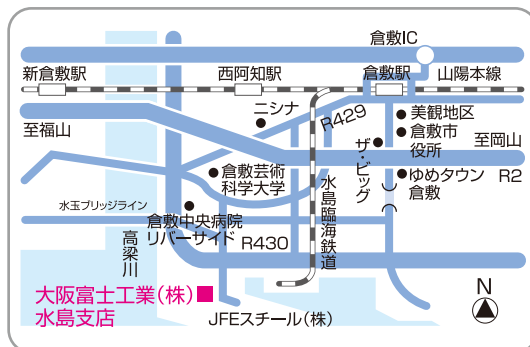 倉敷IC
新倉敷駅
西阿知駅
倉敷駅
山陽本線
ニシナ
R429
美観地区
倉敷市
役所
至福山
至岡山
ザ・ビッグ
倉敷芸術
科学大学
ゆめタウン
倉敷
R2
水島臨海鉄道
水玉ブリッジライン
倉敷中央病院
リバーサイド
高梁川
R430
大阪富士工業(株)
水島支店
JFEスチール(株)
N